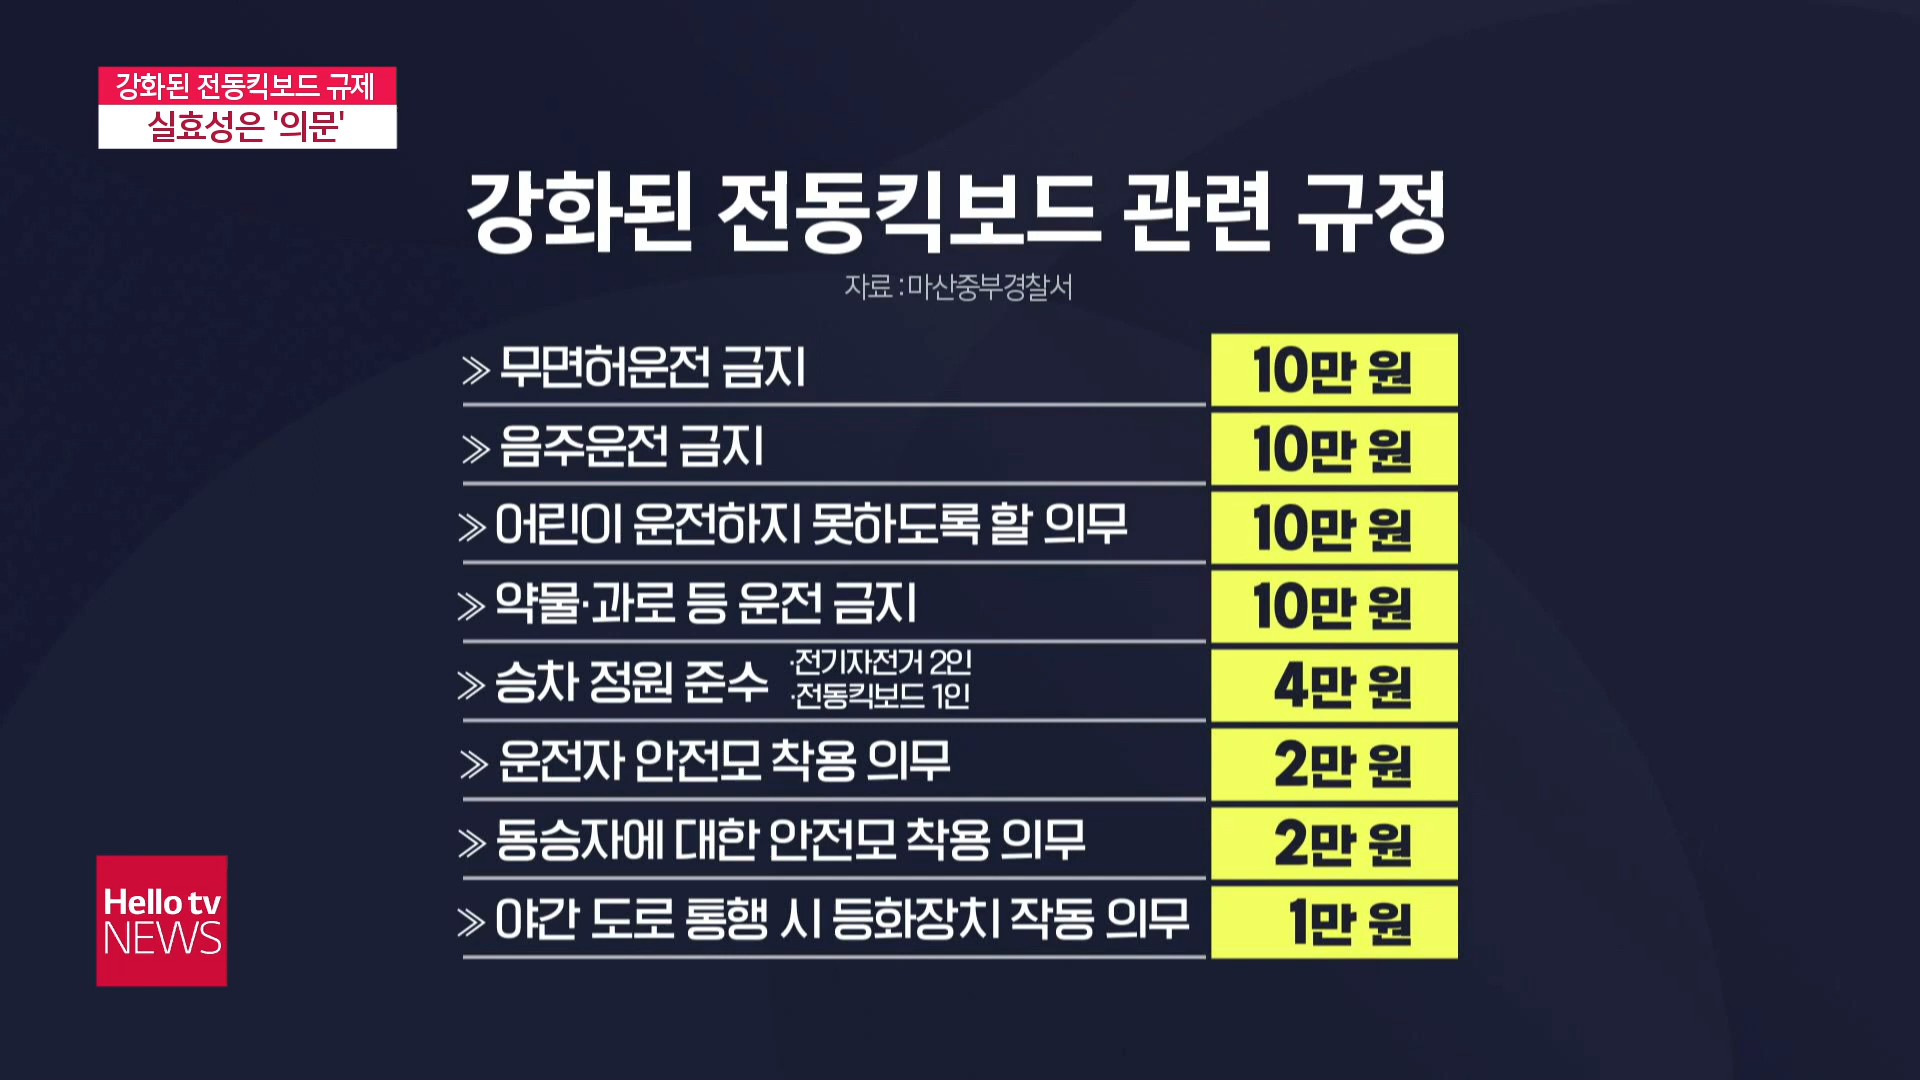 강화된 전동킥보드 규제
실효성은 '의문'
강화된 전동킥보드 관련 규정
자료 : 마산중부경찰서
≫ 무면허운전 금지 10만 원
≫ 음주운전 금지 10만 원
≫ 어린이 운전하지 못하도록 할 의무 10만 원
≫ 약물·과로 등 운전 금지 10만 원
≫ 승차 정원 준수 ·전기자전거 2인 4만 원
·전동킥보드 1인
≫ 운전자 안전모 착용 의무 2만 원
≫ 동승자에 대한 안전모 착용 의무 2만 원
≫ 야간 도로 통행 시 등화장치 작동 의무 1만 원
Hello tv
NEWS